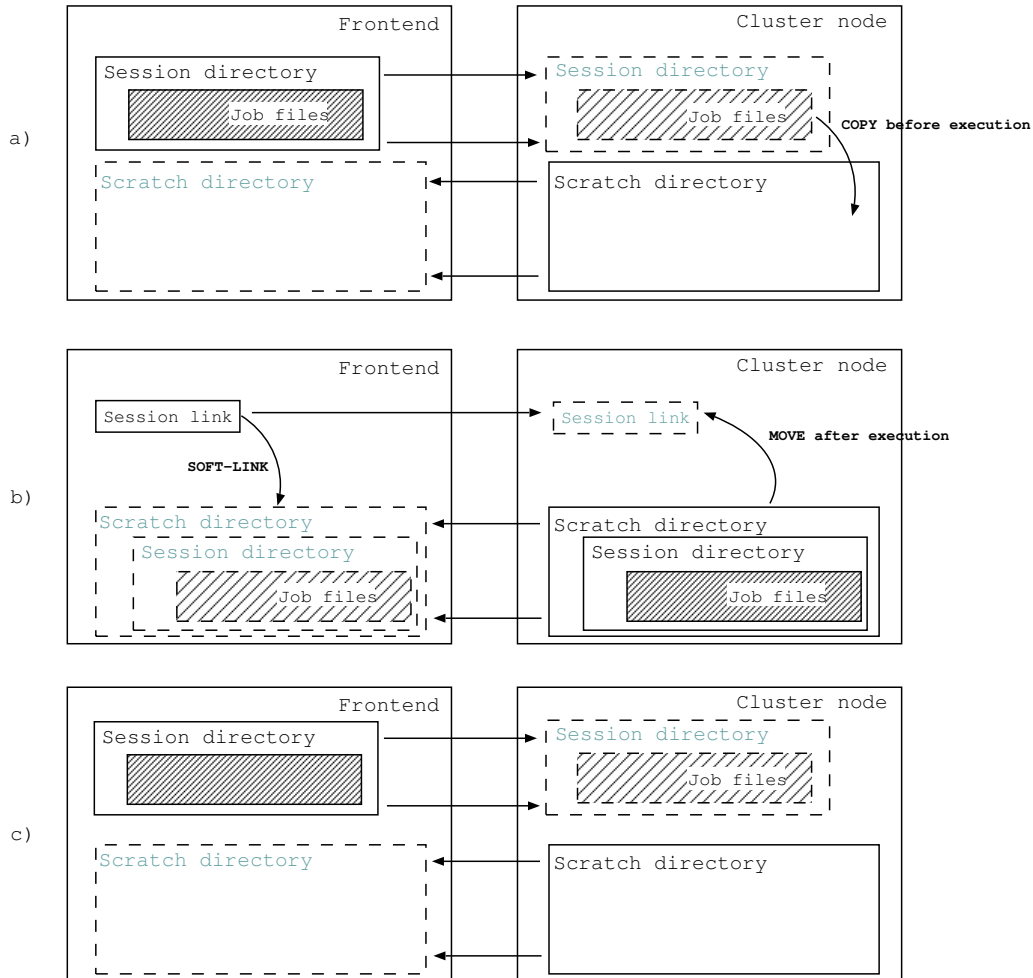 Frontend
Cluster node
Session directory
Session directory
Job files
Job files
a)
COPY before execution
Scratch directory
Scratch directory
Frontend
Cluster node
Session link
Session link
MOVE after execution
SOFT-LINK
b)
Scratch directory
Scratch directory
Session directory
Session directory
Job files
Job files
Frontend
Cluster node
Session directory
Session directory
Job files
c)
Scratch directory
Scratch directory